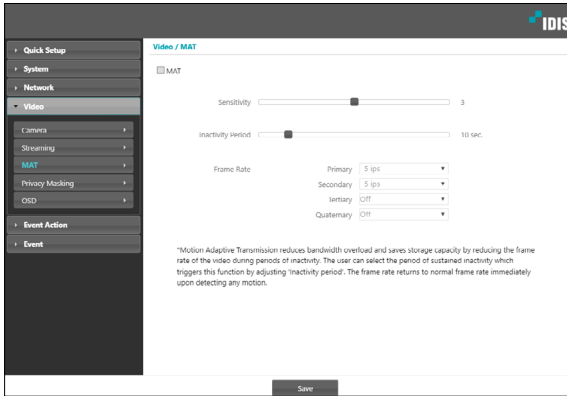 IDIS
Quick Setup
System
Network
Video
Camera
Streaming
MAT
Privacy Masking
OSD
Event Action
Event
Video / MAT
MAT
Sensitivity 3
Inactivity Period 10 sec.
Frame Rate Primary 5 ips
Secondary 5 ips
Tertiary Off
Quaternary Off
*Motion Adaptive Transmission reduces bandwidth overload and saves storage capacity by reducing the frame
rate of the video during periods of inactivity. The user can select the period of sustained inactivity which
triggers this function by adjusting 'Inactivity period'. The frame rate returns to normal frame rate immediately
upon detecting any motion.
Save